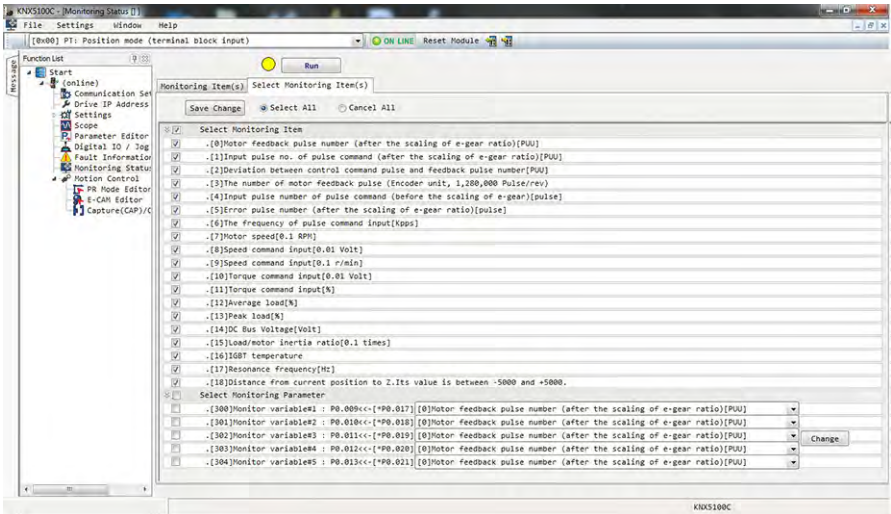 KNX5100C - [Monitoring Status []]
File Settings Window Help
[0x00] PT: Position mode (terminal block input) ON LINE Reset Module
Message
Function List
Start
(online)
Communication Set
Drive IP Address
Settings
Scope
Parameter Editor
Digital IO / Jog
Fault Information
Monitoring Status
Motion Control
PR Mode Editor
E-CAM Editor
Capture(CAP)/C
Run
Monitoring Item(s) Select Monitoring Item(s)
Save Change Select All Cancel All
Select Monitoring Item
.[0]Motor feedback pulse number (after the scaling of e-gear ratio)[PUU]
.[1]Input pulse no. of pulse command (after the scaling of e-gear ratio)[PUU]
.[2]Deviation between control command pulse and feedback pulse number[PUU]
.[3]The number of motor feedback pulse (Encoder unit, 1,280,000 Pulse/rev)
.[4]Input pulse number of pulse command (before the scaling of e-gear)[pulse]
.[5]Error pulse number (after the scaling of e-gear ratio)[pulse]
.[6]The frequency of pulse command input[Kpps]
.[7]Motor speed[0.1 RPM]
.[8]Speed command input[0.01 Volt]
.[9]Speed command input[0.1 r/min]
.[10]Torque command input[0.01 Volt]
.[11]Torque command input[%]
.[12]Average load[%]
.[13]Peak load[%]
.[14]DC Bus Voltage[Volt]
.[15]Load/motor inertia ratio[0.1 times]
.[16]IGBT temperature
.[17]Resonance frequency[Hz]
.[18]Distance from current position to Z.Its value is between -5000 and +5000.
Select Monitoring Parameter
.[300]Monitor variable#1 : P0.009<<-[*P0.017] [0]Motor feedback pulse number (after the scaling of e-gear ratio)[PUU]
.[301]Monitor variable#2 : P0.010<<-[*P0.018] [0]Motor feedback pulse number (after the scaling of e-gear ratio)[PUU]
.[302]Monitor variable#3 : P0.011<<-[*P0.019] [0]Motor feedback pulse number (after the scaling of e-gear ratio)[PUU]
Change
.[303]Monitor variable#4 : P0.012<<-[*P0.020] [0]Motor feedback pulse number (after the scaling of e-gear ratio)[PUU]
.[304]Monitor variable#5 : P0.013<<-[*P0.021] [0]Motor feedback pulse number (after the scaling of e-gear ratio)[PUU]
KNX5100C